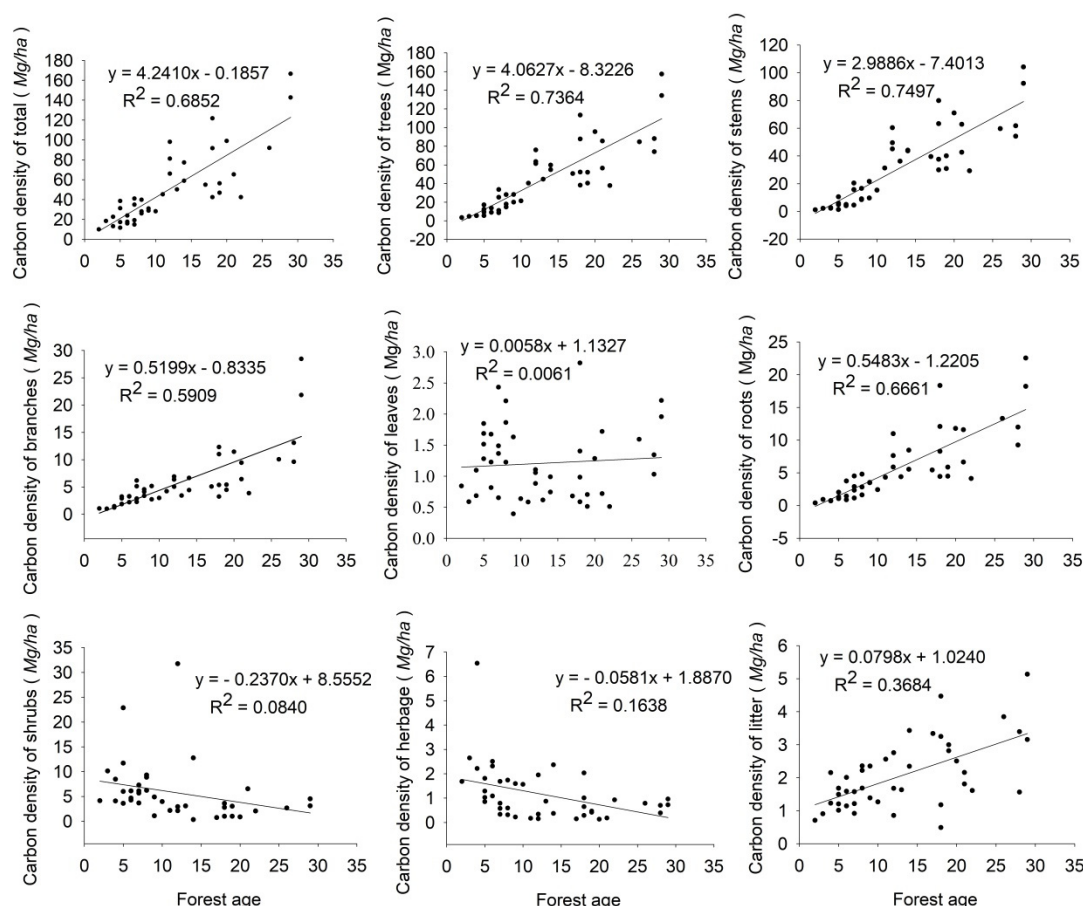 Carbon density of total ( Mg/ha )
180
160
140
120
100
80
60
40
20
0
y = 4.2410x - 0.1857
R2 = 0.6852
0 5 10 15 20 25 30 35
Carbon density of trees ( Mg/ha )
180
160
140
120
100
80
60
40
20
0
-20
y = 4.0627x - 8.3226
R2 = 0.7364
0 5 10 15 20 25 30 35
Carbon density of stems ( Mg/ha )
120
100
80
60
40
20
0
-20
y = 2.9886x - 7.4013
R2 = 0.7497
0 5 10 15 20 25 30 35
Carbon density of branches ( Mg/ha )
30
25
20
15
10
5
0
-5
y = 0.5199x - 0.8335
R2 = 0.5909
0 5 10 15 20 25 30 35
Carbon density of leaves ( Mg/ha )
3.0
2.5
2.0
1.5
1.0
0.5
0.0
y = 0.0058x + 1.1327
R2 = 0.0061
0 5 10 15 20 25 30 35
Carbon density of roots ( Mg/ha )
25
20
15
10
5
0
-5
y = 0.5483x - 1.2205
R2 = 0.6661
0 5 10 15 20 25 30 35
Carbon density of shrubs ( Mg/ha )
35
30
25
20
15
10
5
0
-5
y = - 0.2370x + 8.5552
R2 = 0.0840
0 5 10 15 20 25 30 35
Forest age
Carbon density of herbage ( Mg/ha )
7
6
5
4
3
2
1
0
-1
y = - 0.0581x + 1.8870
R2 = 0.1638
0 5 10 15 20 25 30 35
Forest age
Carbon density of litter ( Mg/ha )
6
5
4
3
2
1
0
y = 0.0798x + 1.0240
R2 = 0.3684
0 5 10 15 20 25 30 35
Forest age